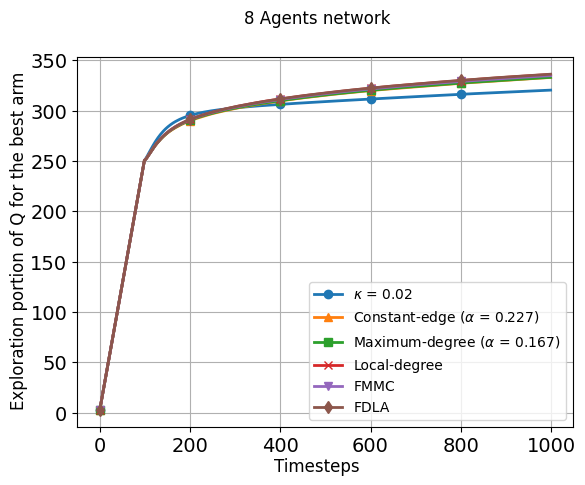 8 Agents network
Exploration portion of Q for the best arm
350
300
250
200
150
100
50
0
κ = 0.02
Constant-edge (α = 0.227)
Maximum-degree (α = 0.167)
Local-degree
FMMC
FDLA
0 200 400 600 800 1000
Timesteps